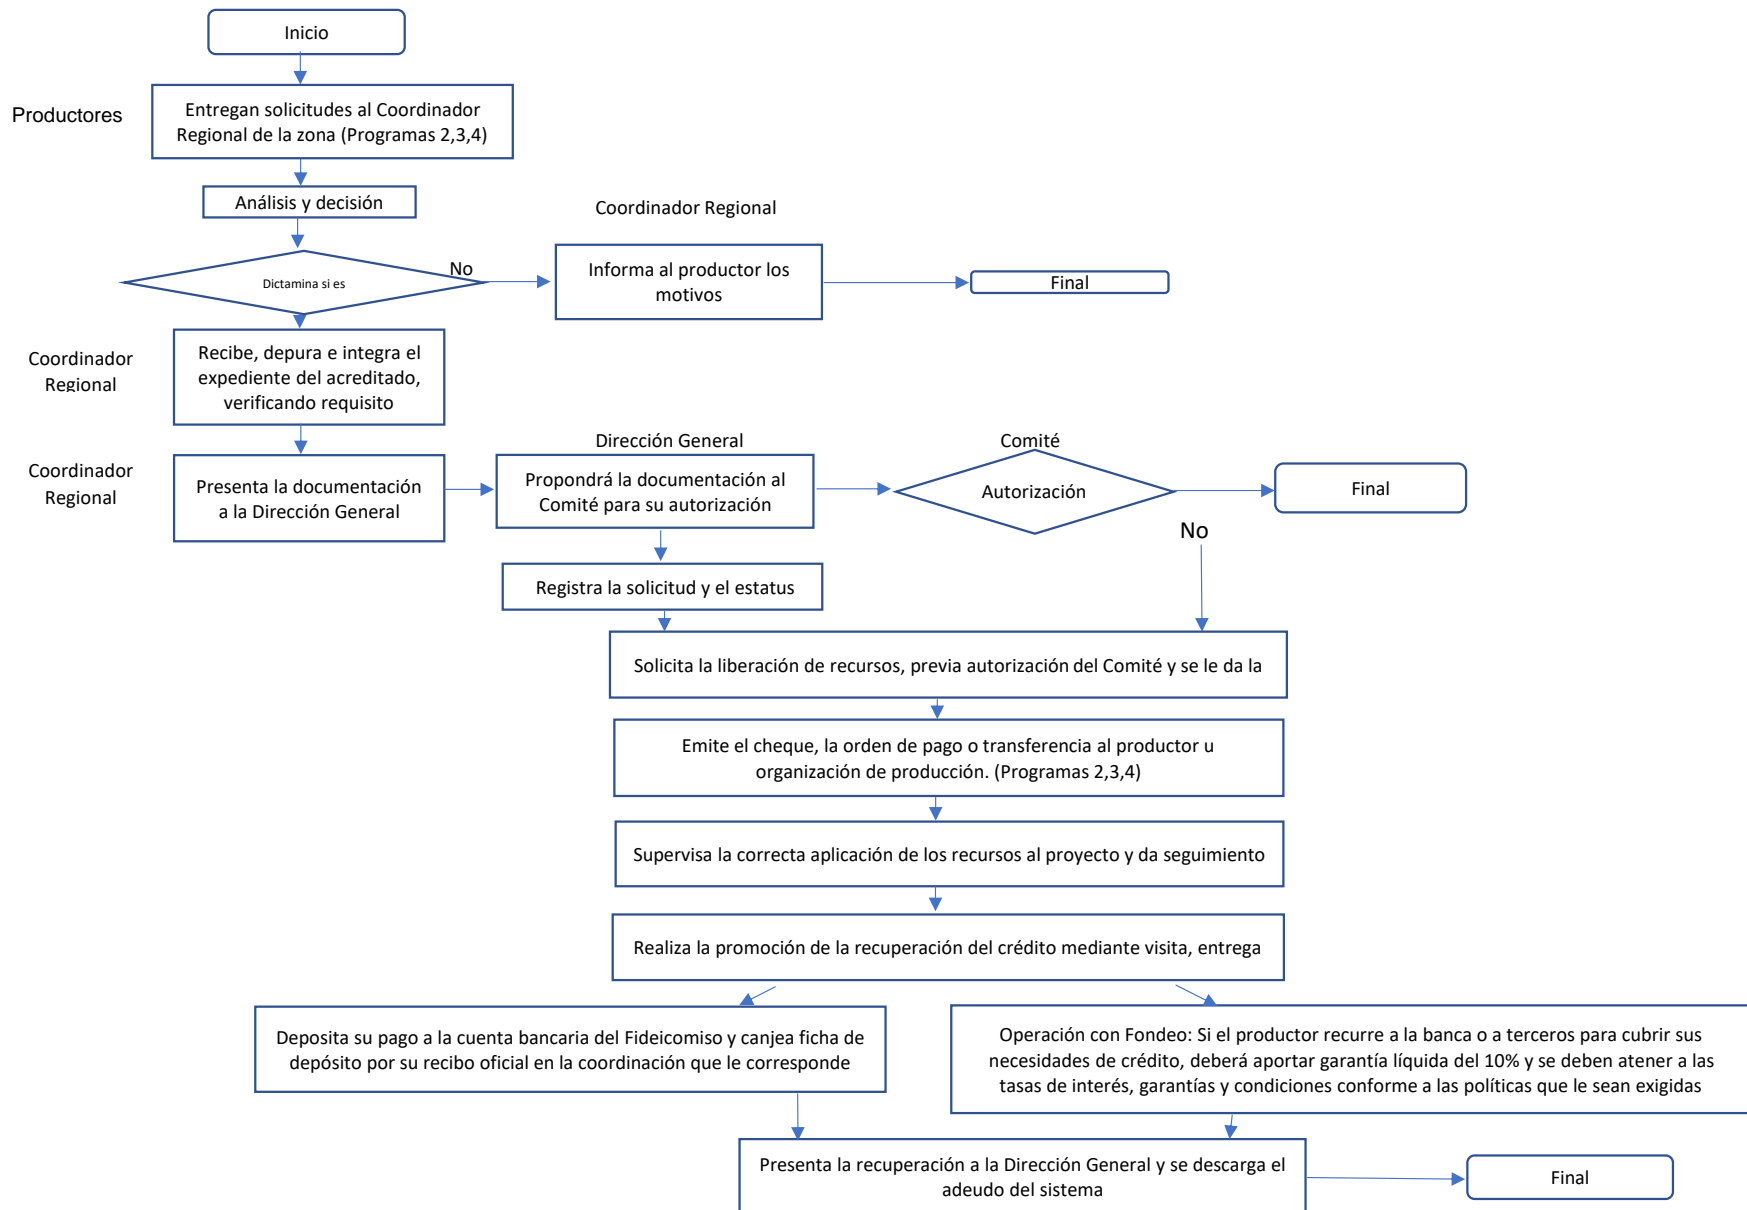 Inicio
Productores
Entregan solicitudes al Coordinador
Regional de la zona (Programas 2,3,4)
Análisis y decisión
Coordinador Regional
No
Dictamina si es
Informa al productor los
motivos
Final
Coordinador
Regional
Recibe, depura e integra el
expediente del acreditado,
verificando requisito
Coordinador
Regional
Presenta la documentación
a la Dirección General
Dirección General
Propondrá la documentación al
Comité para su autorización
Comité
Autorización
Final
No
Registra la solicitud y el estatus
Solicita la liberación de recursos, previa autorización del Comité y se le da la
Emite el cheque, la orden de pago o transferencia al productor u
organización de producción. (Programas 2,3,4)
Supervisa la correcta aplicación de los recursos al proyecto y da seguimiento
Realiza la promoción de la recuperación del crédito mediante visita, entrega
Deposita su pago a la cuenta bancaria del Fideicomiso y canjea ficha de
depósito por su recibo oficial en la coordinación que le corresponde
Operación con Fondeo: Si el productor recurre a la banca o a terceros para cubrir sus
necesidades de crédito, deberá aportar garantía líquida del 10% y se deben atener a las
tasas de interés, garantías y condiciones conforme a las políticas que le sean exigidas
Presenta la recuperación a la Dirección General y se descarga el
adeudo del sistema
Final